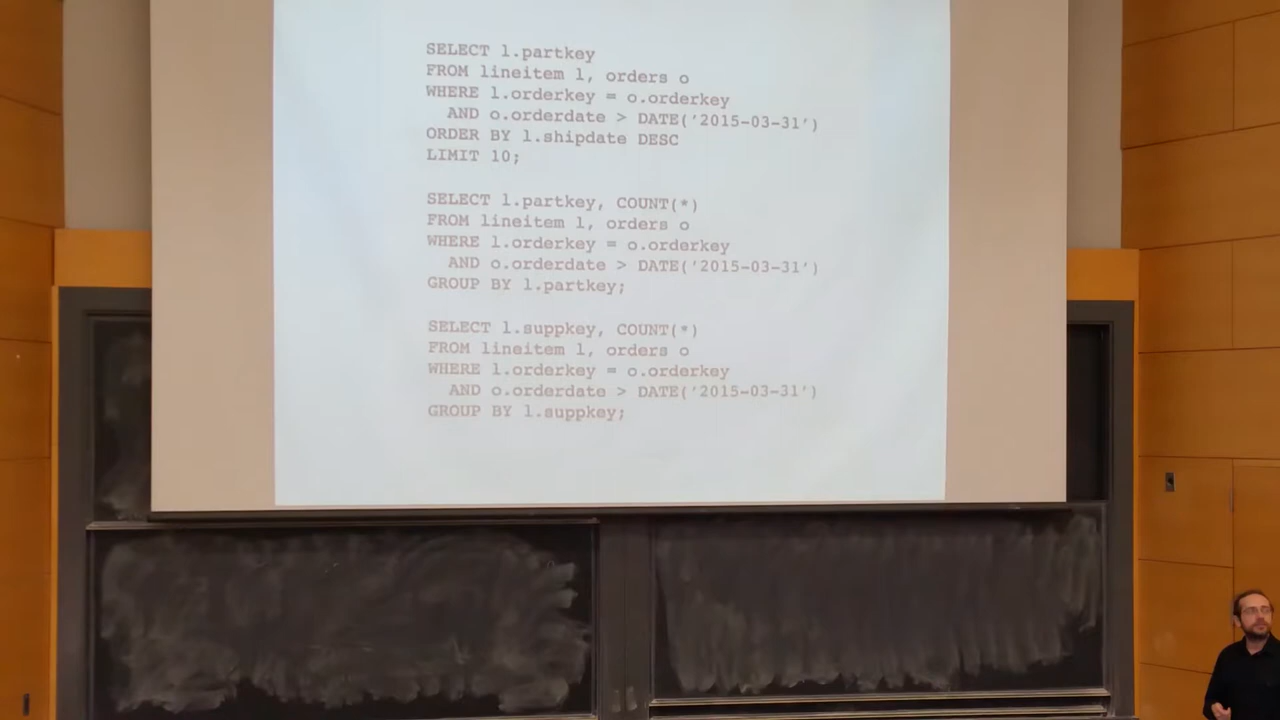 SELECT l.partkey
FROM lineitem l, orders o
WHERE l.orderkey = o.orderkey
AND o.orderdate > DATE('2015-03-31')
ORDER BY l.shipdate DESC
LIMIT 10;
SELECT l.partkey, COUNT(*)
FROM lineitem l, orders o
WHERE l.orderkey = o.orderkey
AND o.orderdate > DATE('2015-03-31')
GROUP BY l.partkey;
SELECT l.suppkey, COUNT(*)
FROM lineitem l, orders o
WHERE l.orderkey = o.orderkey
AND o.orderdate > DATE('2015-03-31')
GROUP BY l.suppkey;